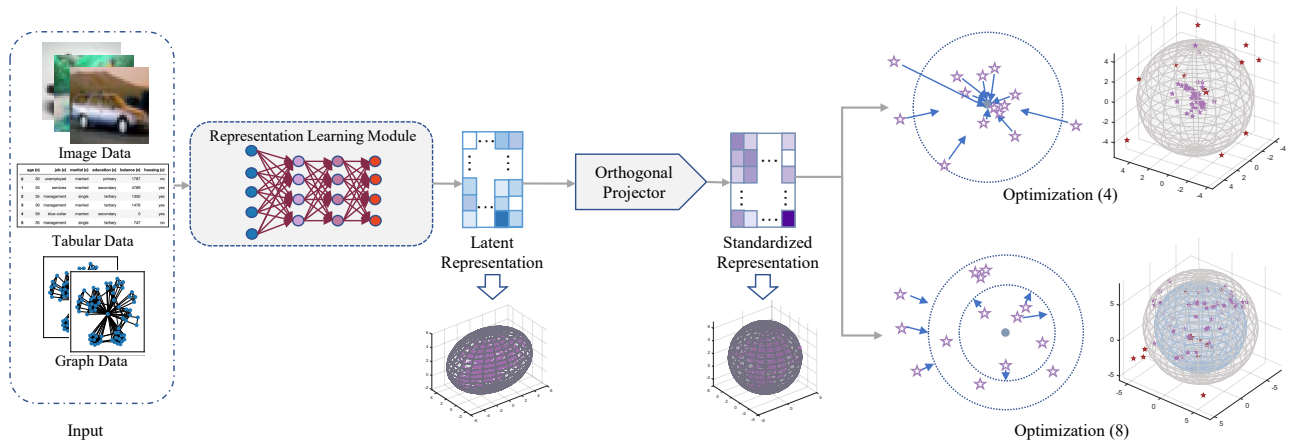 Image Data
age (n) job (c) marital (c) education (c) balance (n) housing (c)
0 30 unemployed married primary 1787 no
1 33 services married secondary 4789 yes
2 35 management single tertiary 1350 yes
3 30 management married tertiary 1476 yes
4 59 blue-collar married secondary 0 yes
5 35 management single tertiary 747 no
Tabular Data
Graph Data
Input
Representation Learning Module
Latent
Representation
Orthogonal
Projector
Standardized
Representation
Optimization (4)
Optimization (8)